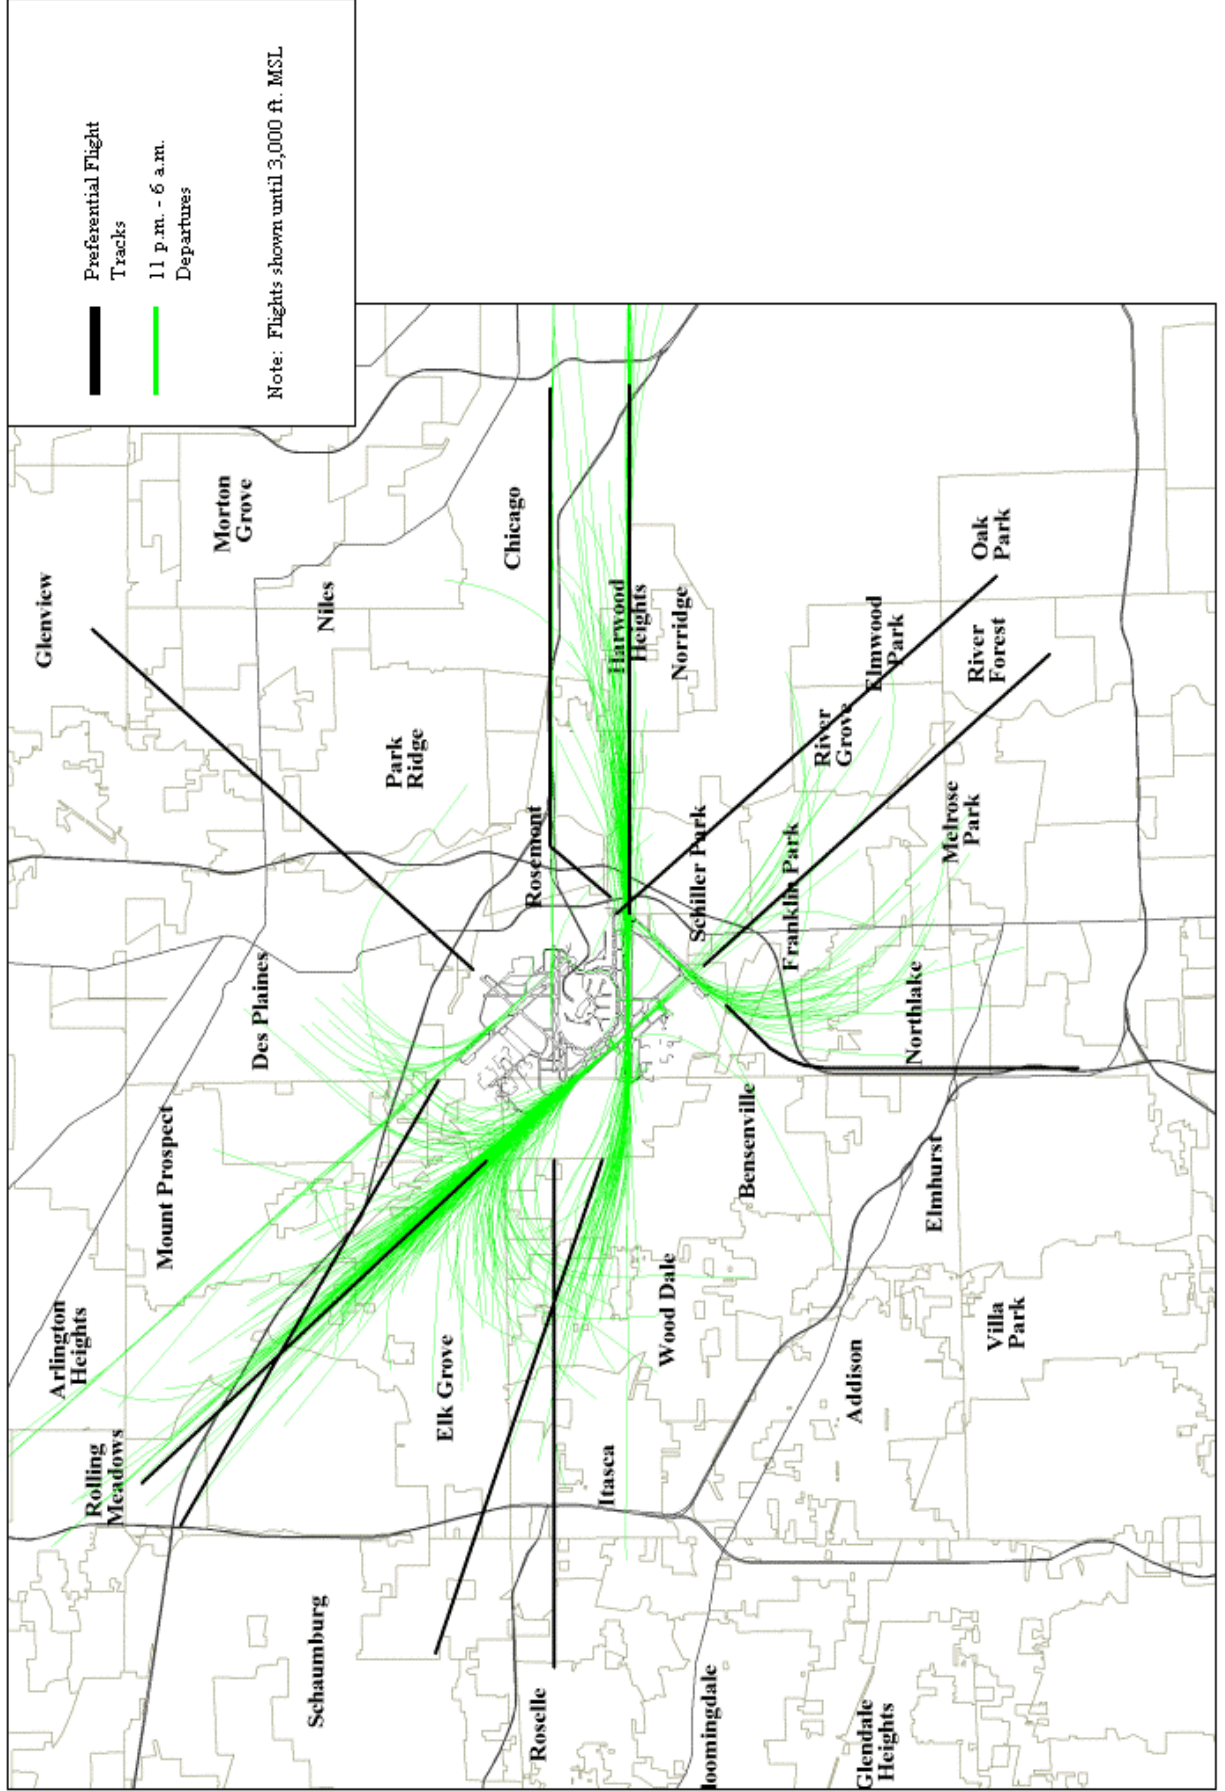 Preferential Flight
Tracks
11 p.m. - 6 a.m.
Departures
Note: Flights shown until 3,000 ft. MSL
Rolling
Meadows
Arlington
Heights
Mount Prospect
Des Plaines
Glenview
Morton
Grove
Niles
Park
Ridge
Schaumburg
Elk Grove
Rosemont
Chicago
Roselle
Itasca
Harwood
Heights
Norridge
Wood Dale
Schiller Park
loomingdale
Bensenville
Franklin Park
River
Grove
Elmwood
Park
Glendale
Heights
Addison
Northlake
Elmhurst
Melrose
Park
River
Forest
Oak
Park
Villa
Park